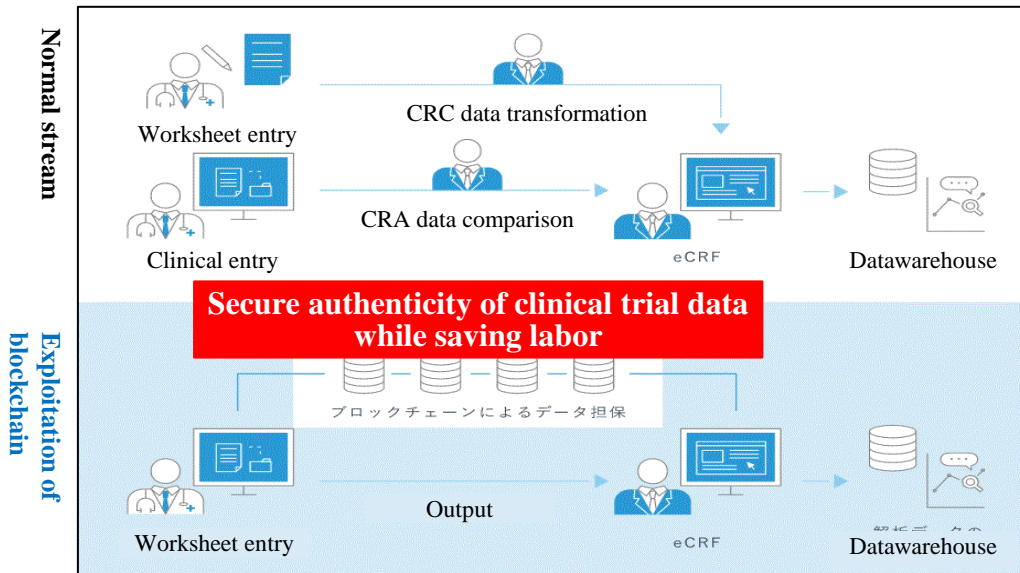 Normal stream
Worksheet entry
CRC data transformation
Clinical entry
CRA data comparison
eCRF
Datawarehouse
Secure authenticity of clinical trial data
while saving labor
Exploitation of
blockchain
ブロックチェーンによるデータ担保
Worksheet entry
Output
eCRF
Datawarehouse